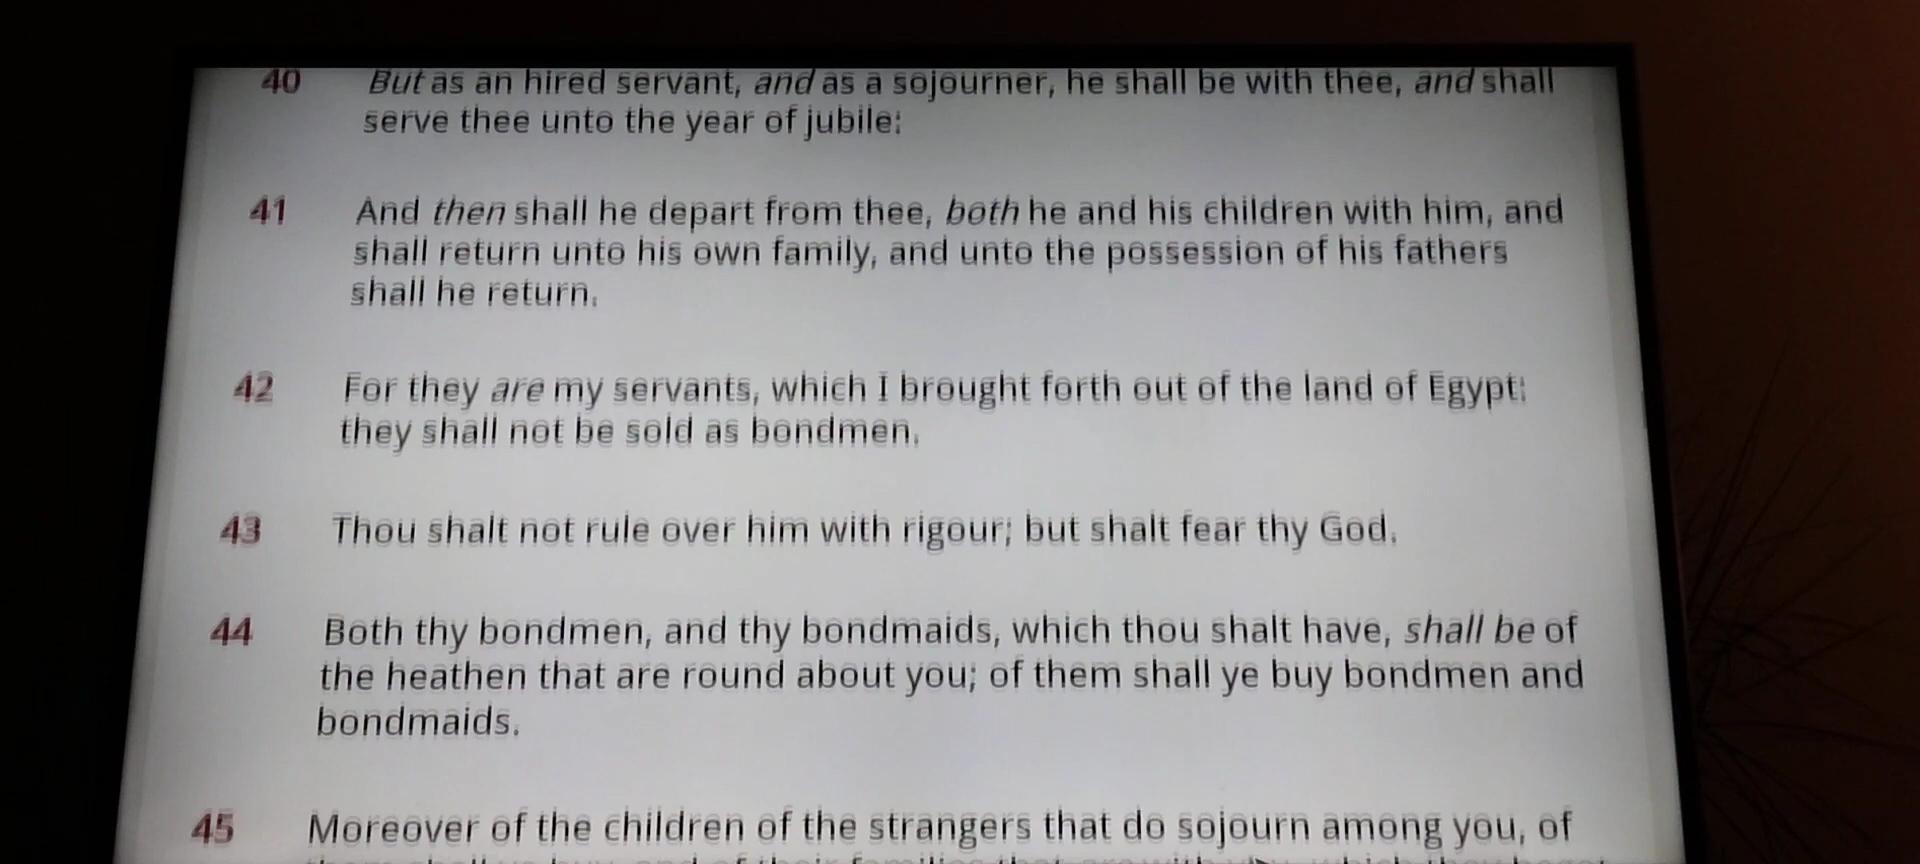 40 But as an hired servant, and as a sojourner, he shall be with thee, and shall
serve thee unto the year of jubile:
41 And then shall he depart from thee, both he and his children with him, and
shall return unto his own family, and unto the possession of his fathers
shall he return.
42 For they are my servants, which I brought forth out of the land of Egypt:
they shall not be sold as bondmen.
43 Thou shalt not rule over him with rigour; but shalt fear thy God.
44 Both thy bondmen, and thy bondmaids, which thou shalt have, shall be of
the heathen that are round about you; of them shall ye buy bondmen and
bondmaids.
45 Moreover of the children of the strangers that do sojourn among you, of